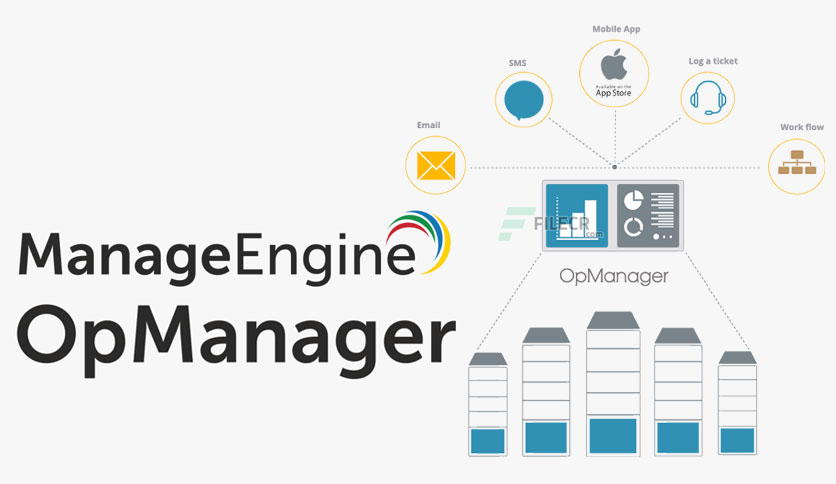 Mobile App
SMS
Log a ticket
Available on the
App Store
Email
Work flow
FILECR
.com
ManageEngine
OpManager
OpManager